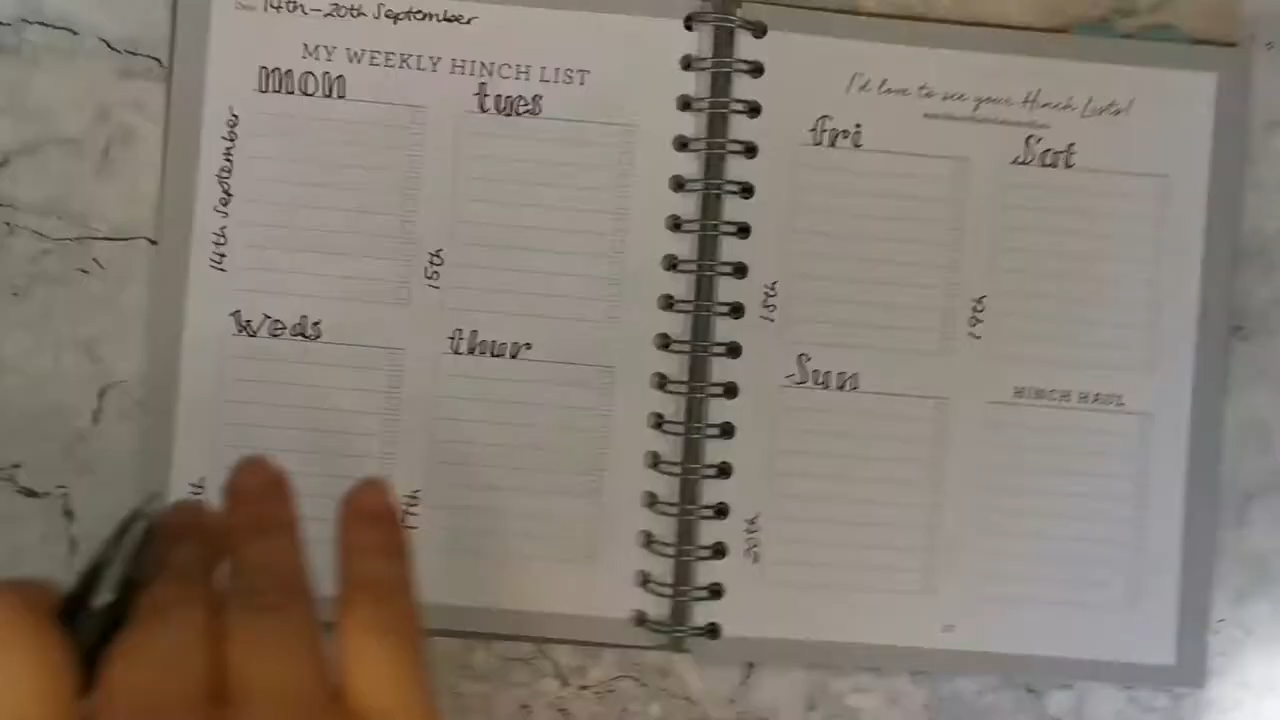 14th-20th September
MY WEEKLY HINCH LIST
mon
tues
14th September
15th
Weds
thur
th
17th
I'd love to see your Hinch Lists!
fri
Sat
18th
19th
Sun
HINCH HAUL
20th